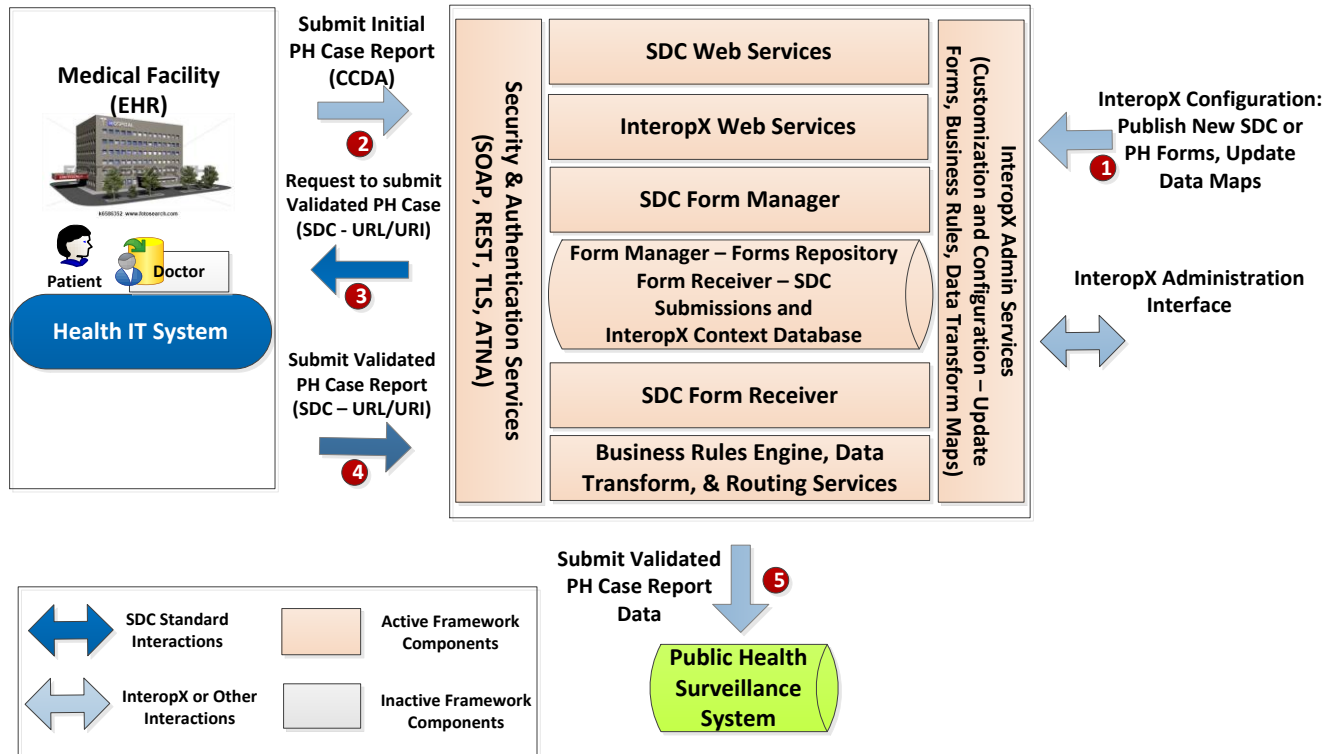 Medical Facility
(EHR)
HOSPITAL
k6586352 www.fotosearch.com
Patient
Doctor
Health IT System
Submit Initial
PH Case Report
(CCDA)
2
Request to submit
Validated PH Case
(SDC - URL/URI)
3
Submit Validated
PH Case Report
(SDC – URL/URI)
4
Security & Authentication Services
(SOAP, REST, TLS, ATNA)
SDC Web Services
InteropX Web Services
SDC Form Manager
Form Manager – Forms Repository
Form Receiver – SDC
Submissions and
InteropX Context Database
SDC Form Receiver
Business Rules Engine, Data
Transform, & Routing Services
InteropX Admin Services
(Customization and Configuration – Update
Forms, Business Rules, Data Transform Maps)
InteropX Configuration:
Publish New SDC or
PH Forms, Update
Data Maps
1
InteropX Administration
Interface
Submit Validated
PH Case Report
Data
5
Public Health
Surveillance
System
SDC Standard
Interactions
Active Framework
Components
InteropX or Other
Interactions
Inactive Framework
Components